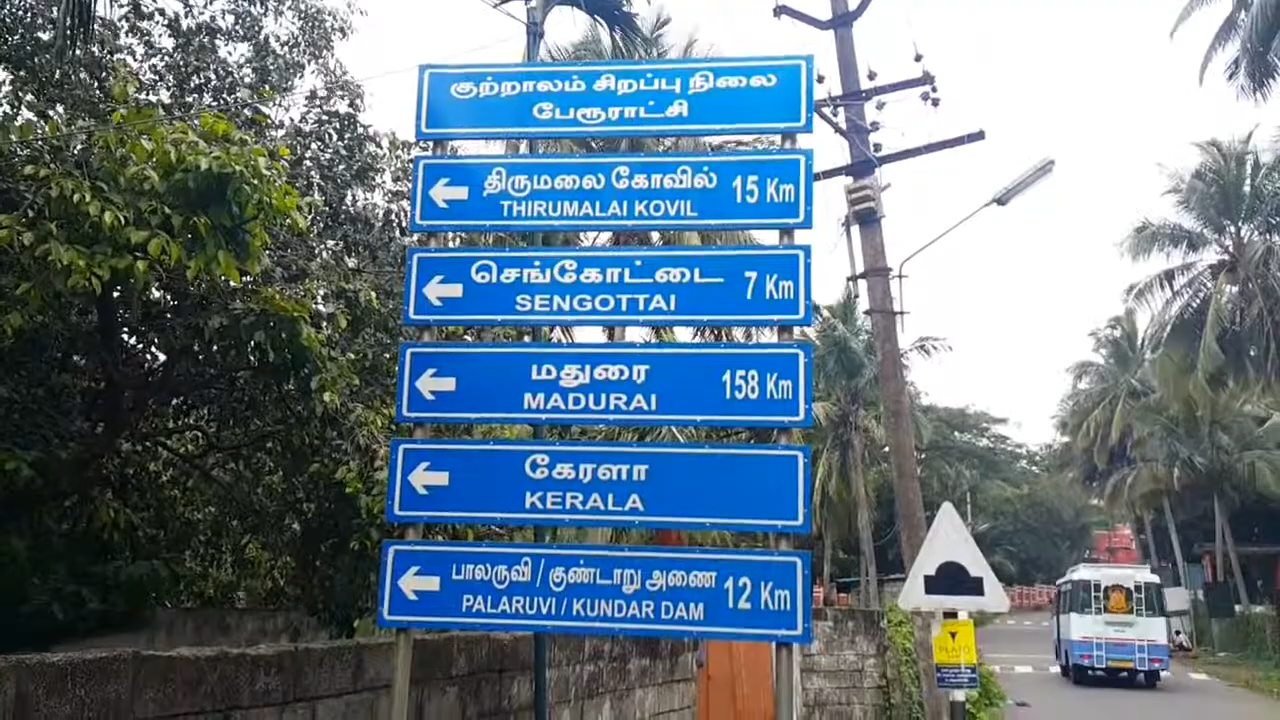 குற்றாலம் சிறப்பு நிலை
பேரூராட்சி
திருமலை கோவில் 15 Km
THIRUMALAI KOVIL
செங்கோட்டை 7 Km
SENGOTTAI
மதுரை 158 Km
MADURAI
கேரளா
KERALA
பாலருவி / குண்டாறு அணை 12 Km
PALARUVI / KUNDAR DAM
PLATO